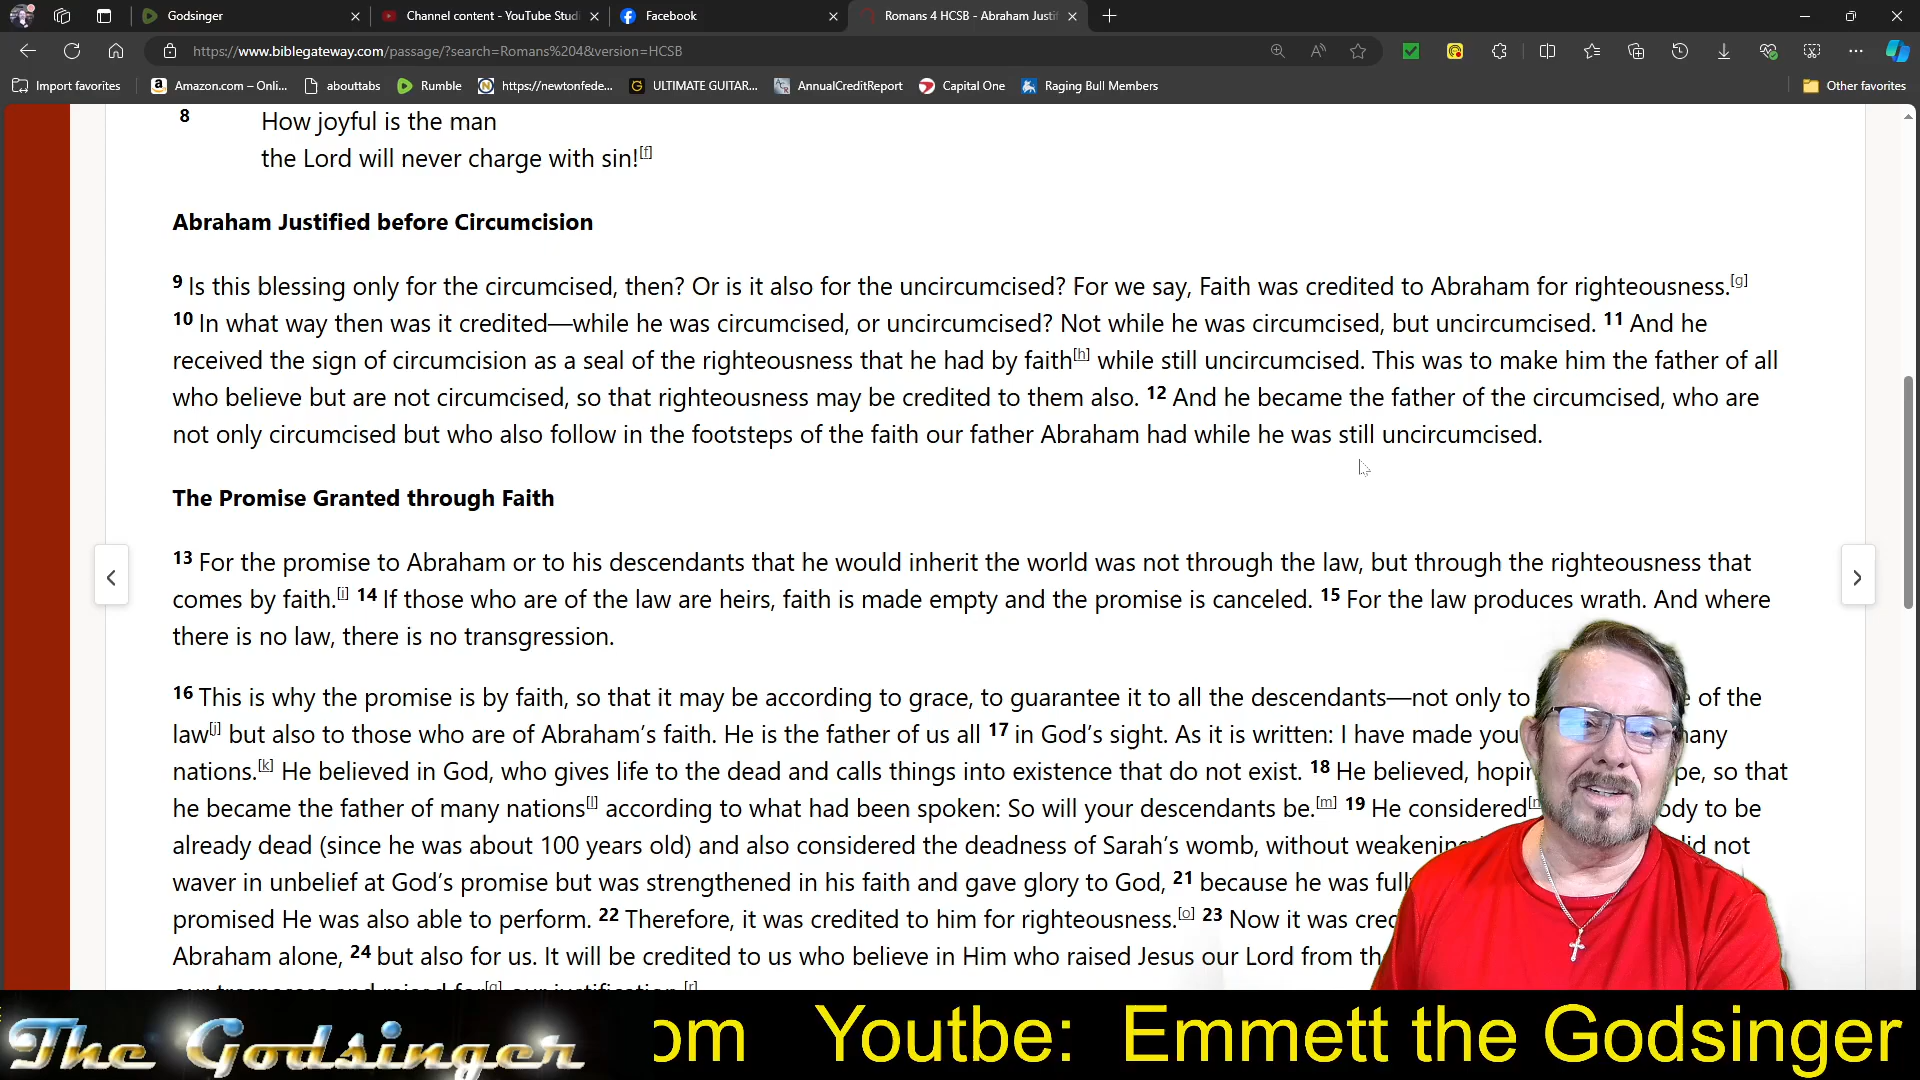 Godsinger
Channel content - YouTube Studi
Facebook
Romans 4 HCSB - Abraham Justif
https://www.biblegateway.com/passage/?search=Romans%204&version=HCSB
Import favorites
Amazon.com – Onli...
abouttabs
Rumble
https://newtonfede...
ULTIMATE GUITAR...
AnnualCreditReport
Capital One
Raging Bull Members
Other favorites
8 How joyful is the man
the Lord will never charge with sin![f]
Abraham Justified before Circumcision
9 Is this blessing only for the circumcised, then? Or is it also for the uncircumcised? For we say, Faith was credited to Abraham for righteousness.[g]
10 In what way then was it credited—while he was circumcised, or uncircumcised? Not while he was circumcised, but uncircumcised. 11 And he
received the sign of circumcision as a seal of the righteousness that he had by faith[h] while still uncircumcised. This was to make him the father of all
who believe but are not circumcised, so that righteousness may be credited to them also. 12 And he became the father of the circumcised, who are
not only circumcised but who also follow in the footsteps of the faith our father Abraham had while he was still uncircumcised.
The Promise Granted through Faith
13 For the promise to Abraham or to his descendants that he would inherit the world was not through the law, but through the righteousness that
comes by faith.[i] 14 If those who are of the law are heirs, faith is made empty and the promise is canceled. 15 For the law produces wrath. And where
there is no law, there is no transgression.
16 This is why the promise is by faith, so that it may be according to grace, to guarantee it to all the descendants—not only to of the
law[j] but also to those who are of Abraham's faith. He is the father of us all 17 in God's sight. As it is written: I have made you many
nations.[k] He believed in God, who gives life to the dead and calls things into existence that do not exist. 18 He believed, so that
he became the father of many nations[l] according to what had been spoken: So will your descendants be.[m] 19 He considered to be
already dead (since he was about 100 years old) and also considered the deadness of Sarah's womb, without did not
waver in unbelief at God's promise but was strengthened in his faith and gave glory to God, 21 because he was
promised He was also able to perform. 22 Therefore, it was credited to him for righteousness.[o] 23 Now it was
Abraham alone, 24 but also for us. It will be credited to us who believe in Him who raised Jesus our Lord from
our trespasses and raised for[q] our justification.[r]
The Godsinger
om Youtbe: Emmett the Godsinger